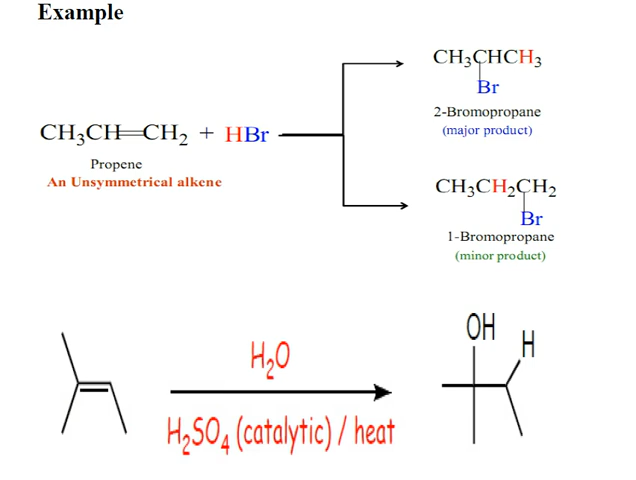 Example
CH₃CHCH₃
Br
2-Bromopropane
(major product)
CH₃CH=CH₂ + HBr
Propene
An Unsymmetrical alkene
CH₃CH₂CH₂
Br
1-Bromopropane
(minor product)
OH
H
H₂O
H₂SO₄ (catalytic) / heat